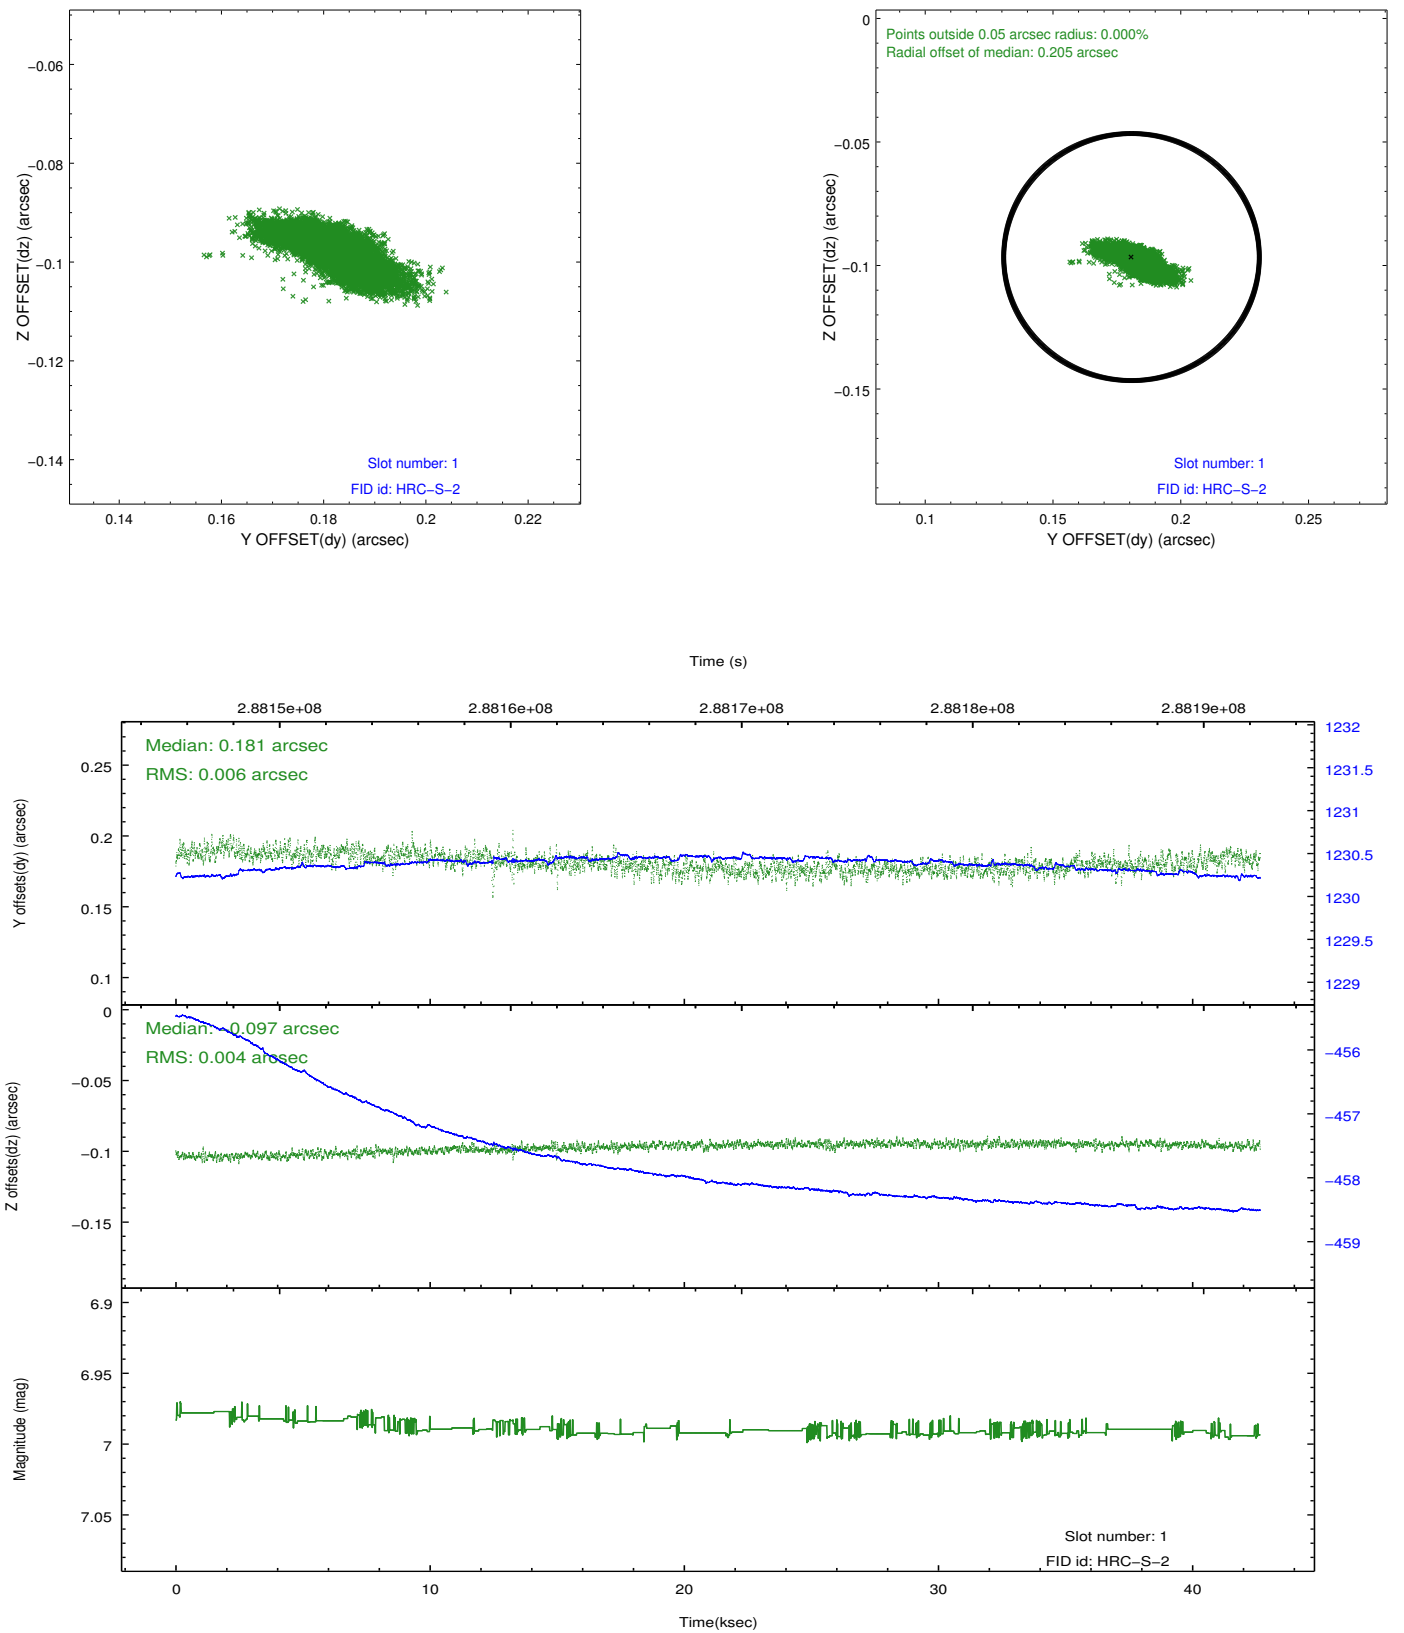 −0.06
−0.08
−0.1
−0.12
−0.14
Z OFFSET(dz) (arcsec)
Slot number: 1
FID id: HRC−S−2
0.14
0.16
0.18
0.2
0.22
Y OFFSET(dy) (arcsec)
Points outside 0.05 arcsec radius: 0.000%
Radial offset of median: 0.205 arcsec
0
−0.05
−0.1
−0.15
Z OFFSET(dz) (arcsec)
Slot number: 1
FID id: HRC−S−2
0.1
0.15
0.2
0.25
Y OFFSET(dy) (arcsec)
Time (s)
2.8815e+08
2.8816e+08
2.8817e+08
2.8818e+08
2.8819e+08
Median: 0.181 arcsec
RMS: 0.006 arcsec
0.25
0.2
0.15
0.1
Y offsets(dy) (arcsec)
1232
1231.5
1231
1230.5
1230
1229.5
1229
Median: −0.097 arcsec
RMS: 0.004 arcsec
0
−0.05
−0.1
−0.15
Z offsets(dz) (arcsec)
−456
−457
−458
−459
6.9
6.95
7
7.05
Magnitude (mag)
Slot number: 1
FID id: HRC−S−2
0
10
20
30
40
Time(ksec)